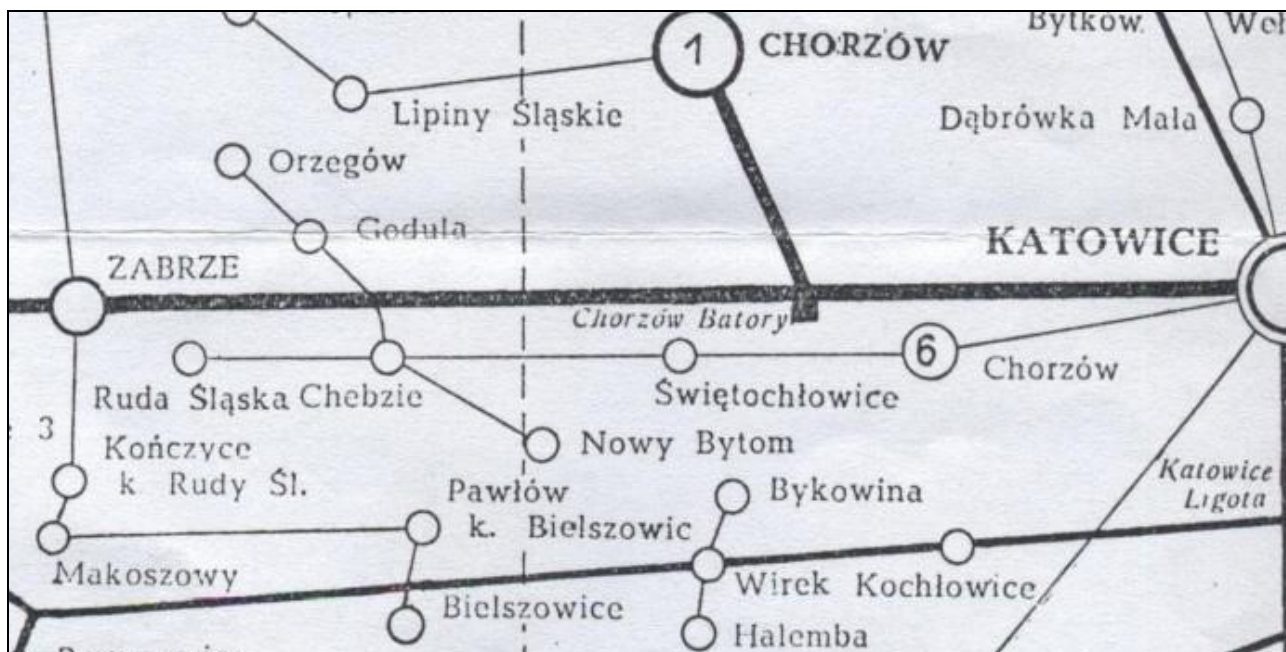 1
CHORZÓW
Bytków
Lipiny Śląskie
Dąbrówka Mała
Orzegów
Godula
KATOWICE
ZABRZE
Chorzów Batory
6
Chorzów
Ruda Śląska
Chebzie
Świętochłowice
3
Kończyce
k. Rudy Śl.
Nowy Bytom
Pawłów
k. Bielszowic
Bykowina
Katowice
Ligota
Makoszowy
Bielszowice
Wirek
Kochłowice
Halemba